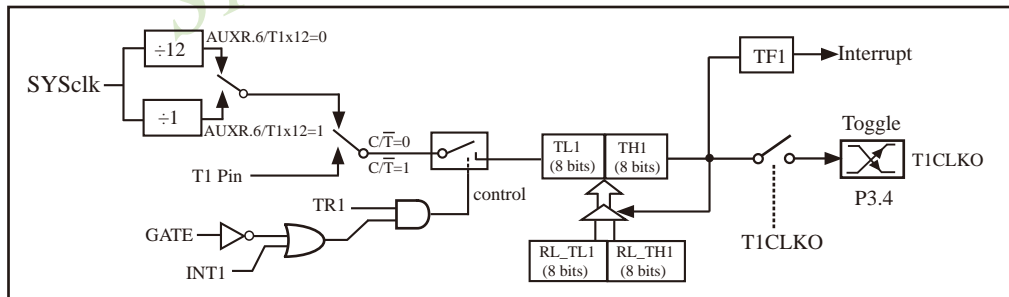 ÷12
AUXR.6/T1x12=0
SYSclk
÷1
AUXR.6/T1x12=1
C/T̅=0
C/T̅=1
T1 Pin
TR1
control
GATE
INT1
TL1
(8 bits)
TH1
(8 bits)
RL_TL1
(8 bits)
RL_TH1
(8 bits)
TF1
Interrupt
Toggle
T1CLKO
P3.4
T1CLKO